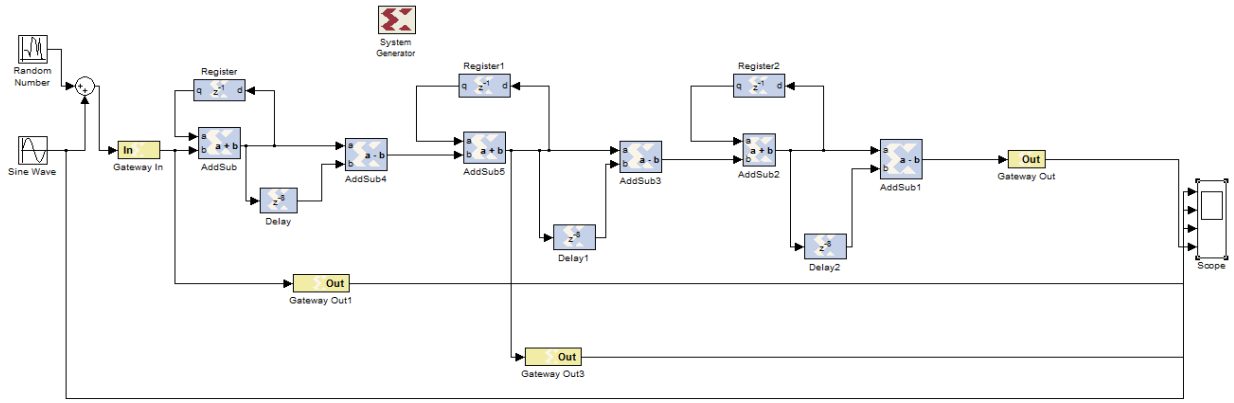 System
Generator
Random
Number
Register
q z-1 d
Register1
q z-1 d
Register2
q z-1 d
Sine Wave
In
Gateway In
a
b
a + b
AddSub
a
b
a - b
AddSub4
a
b
a + b
AddSub5
a
b
a - b
AddSub3
a
b
a + b
AddSub2
a
b
a - b
AddSub1
Out
Gateway Out
z-8
Delay
z-8
Delay1
z-8
Delay2
Scope
Out
Gateway Out1
Out
Gateway Out3